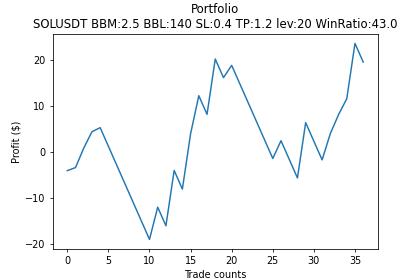 Portfolio
SOLUSDT BBM:2.5 BBL:140 SL:0.4 TP:1.2 lev:20 WinRatio:43.0
20
10
0
−10
−20
Profit ($)
0 5 10 15 20 25 30 35
Trade counts